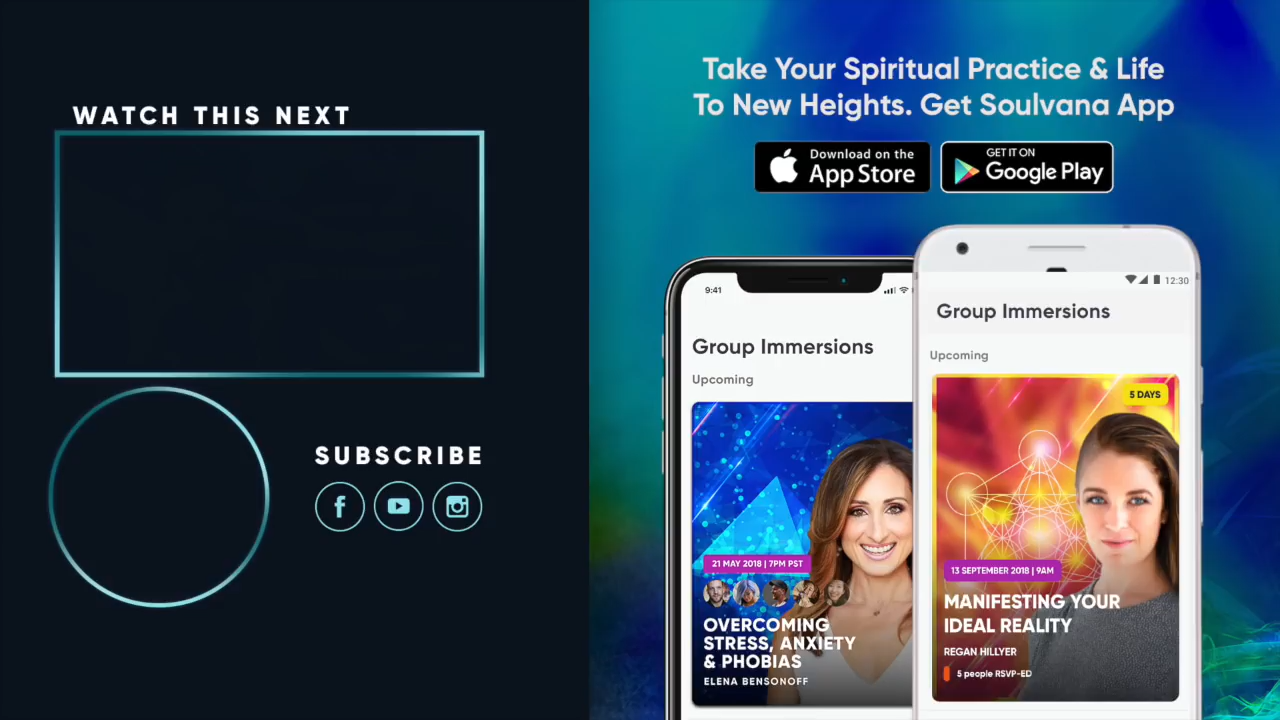 WATCH THIS NEXT
SUBSCRIBE
Take Your Spiritual Practice & Life
To New Heights. Get Soulvana App
Download on the
App Store
GET IT ON
Google Play
9:41
Group Immersions
Upcoming
21 MAY 2018 | 7PM PST
OVERCOMING
STRESS, ANXIETY
& PHOBIAS
ELENA BENSONOFF
12:30
Group Immersions
Upcoming
5 DAYS
13 SEPTEMBER 2018 | 9AM
MANIFESTING YOUR
IDEAL REALITY
REGAN HILLYER
5 people RSVP-ED